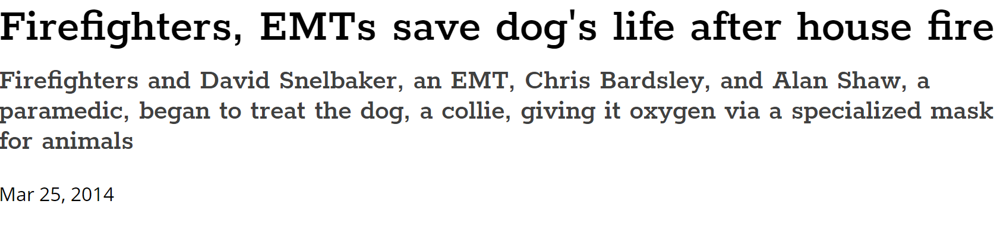 Firefighters, EMTs save dog's life after house fire
Firefighters and David Snelbaker, an EMT, Chris Bardsley, and Alan Shaw, a
paramedic, began to treat the dog, a collie, giving it oxygen via a specialized mask
for animals
Mar 25, 2014